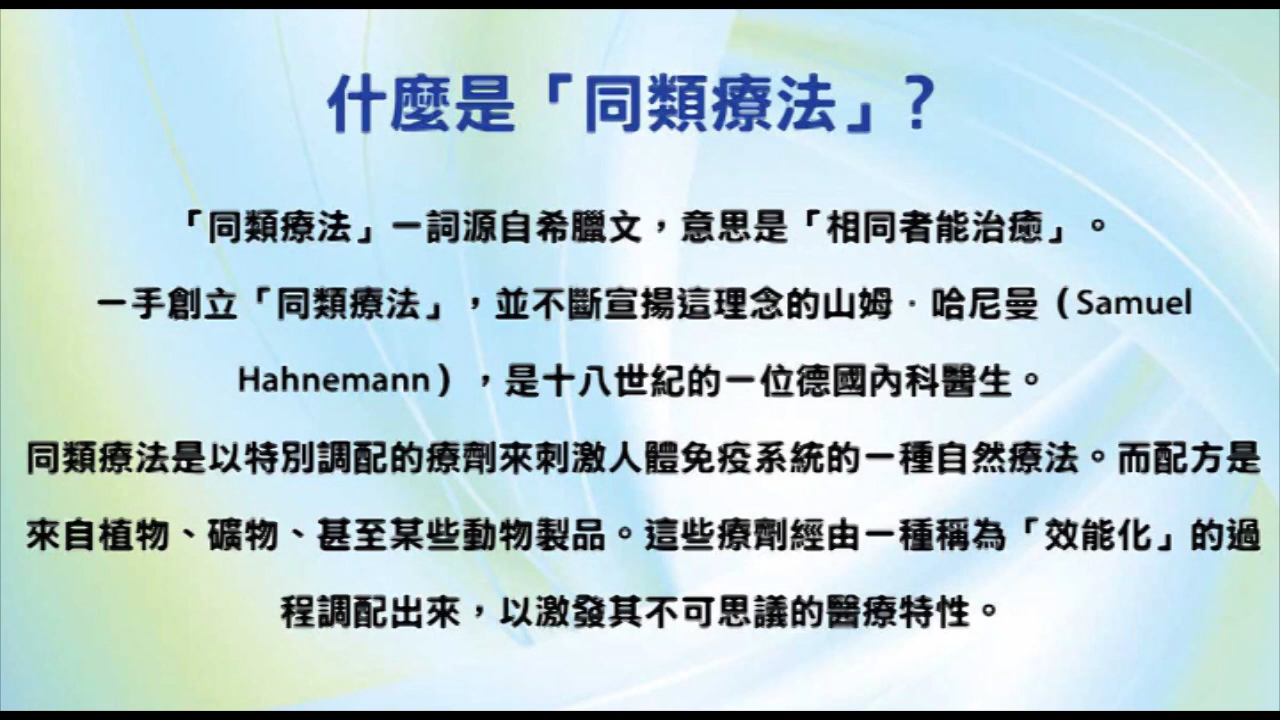 什麼是「同類療法」?
「同類療法」一詞源自希臘文,意思是「相同者能治癒」。
一手創立「同類療法」,並不斷宣揚這理念的山姆·哈尼曼(Samuel
Hahnemann),是十八世紀的一位德國內科醫生。
同類療法是以特別調配的療劑來刺激人體免疫系統的一種自然療法。而配方是
來自植物、礦物、甚至某些動物製品。這些療劑經由一種稱為「效能化」的過
程調配出來,以激發其不可思議的醫療特性。